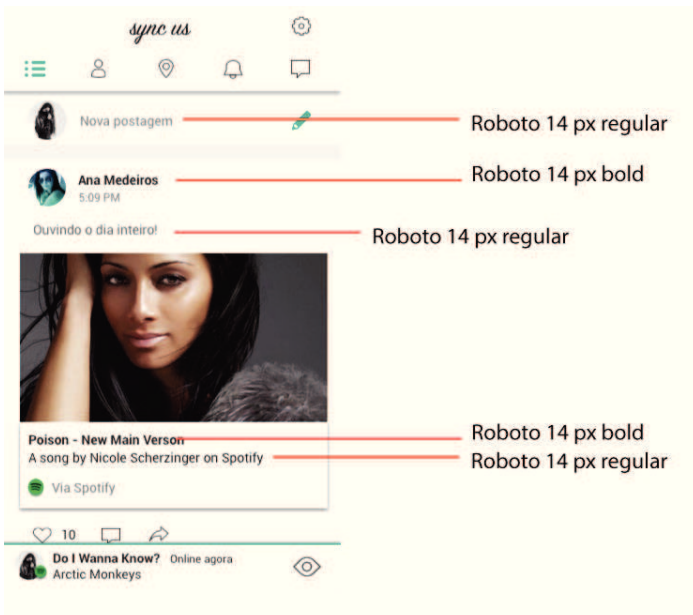 sync us
Nova postagem
Roboto 14 px regular
Ana Medeiros
Roboto 14 px bold
5:09 PM
Ouvindo o dia inteiro!
Roboto 14 px regular
Poison - New Main Verson
Roboto 14 px bold
A song by Nicole Scherzinger on Spotify
Roboto 14 px regular
Via Spotify
10
Do I Wanna Know? Online agora
Arctic Monkeys